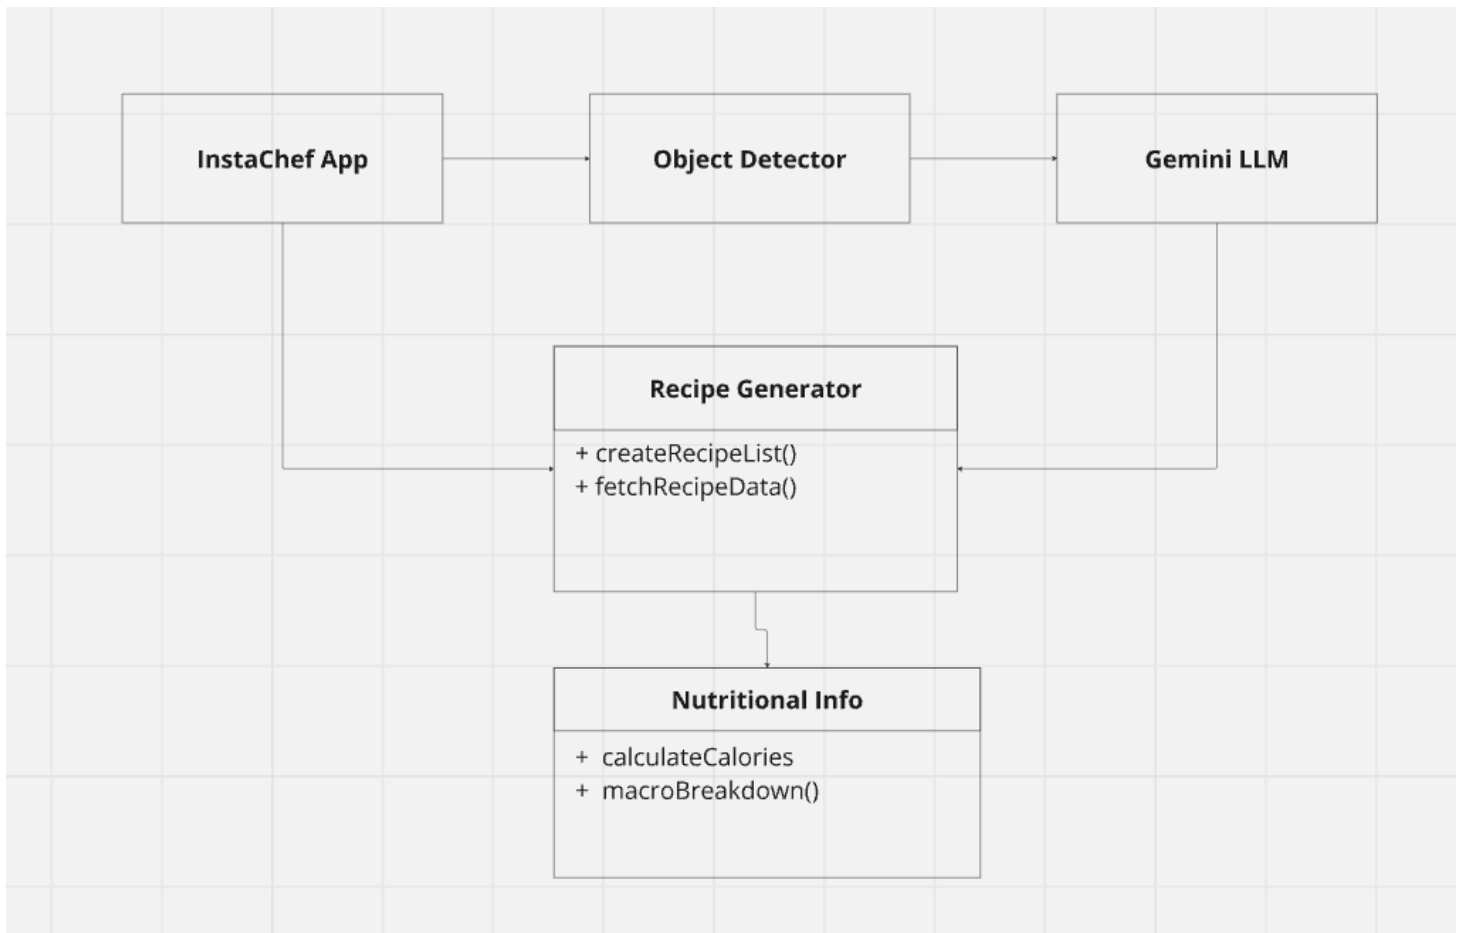 InstaChef App
Object Detector
Gemini LLM
Recipe Generator
+ createRecipeList()
+ fetchRecipeData()
Nutritional Info
+ calculateCalories
+ macroBreakdown()